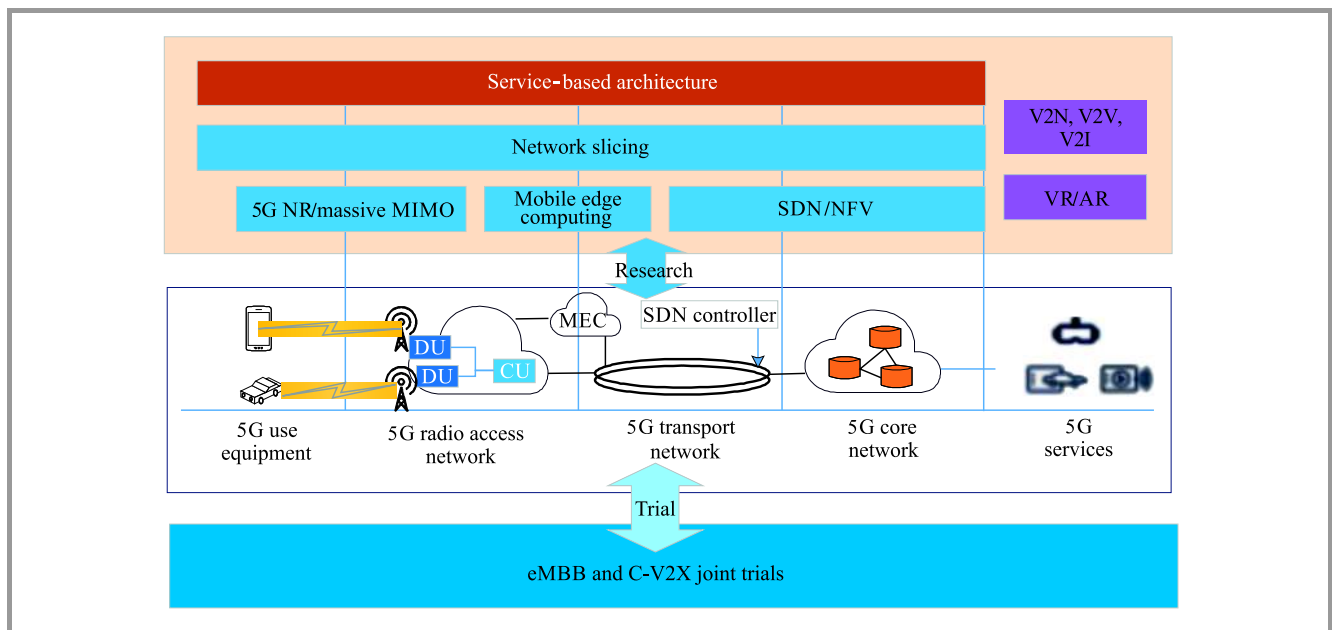 Service-based architecture
V2N, V2V,
V2I
Network slicing
5G NR/massive MIMO
Mobile edge
computing
SDN/NFV
VR/AR
Research
MEC
SDN controller
DU
DU
CU
5G use
equipment
5G radio access
network
5G transport
network
5G core
network
5G
services
Trial
eMBB and C-V2X joint trials